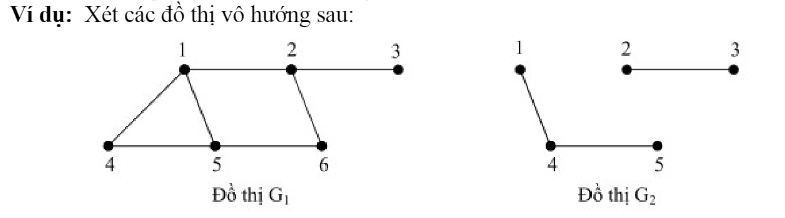 Ví dụ: Xét các đồ thị vô hướng sau:
1 2 3 1 2 3
4 5 6 4 5
Đồ thị G₁ Đồ thị G₂